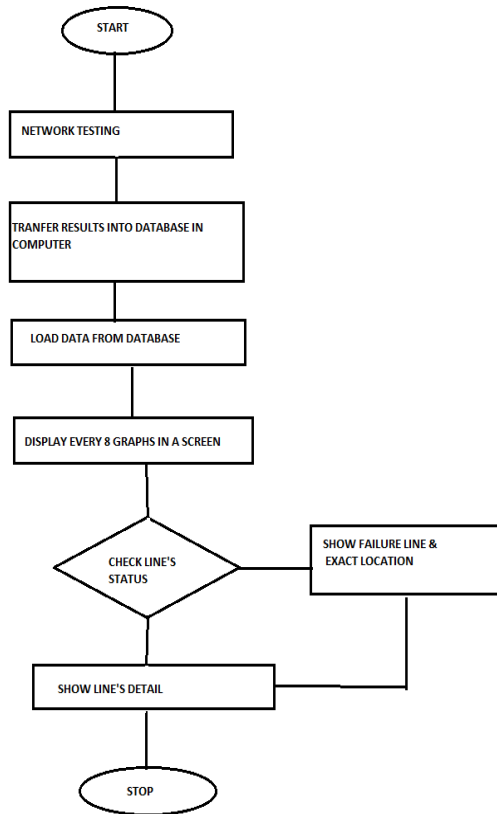 START
NETWORK TESTING
TRANFER RESULTS INTO DATABASE IN
COMPUTER
LOAD DATA FROM DATABASE
DISPLAY EVERY 8 GRAPHS IN A SCREEN
CHECK LINE'S
STATUS
SHOW FAILURE LINE &
EXACT LOCATION
SHOW LINE'S DETAIL
STOP